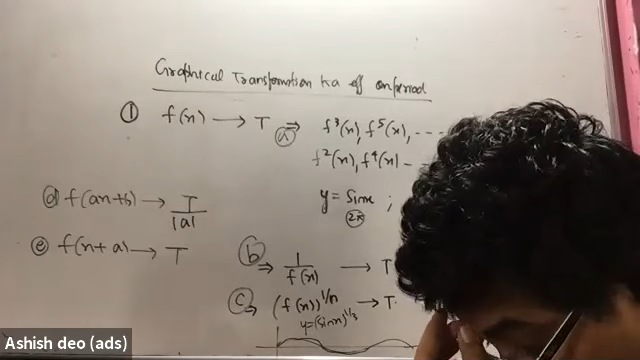 Graphical Transformation ka eff on period
① f(x) → T ⓐ ⇒ f³(x), f⁵(x), ----
f²(x), f⁴(x) -
y = sinx ;
2π
ⓓ f(ax+b) → T/|a|
ⓔ f(x+a) → T
ⓑ ⇒ 1/f(x) → T
ⓒ ⇒ (f(x))^1/n → T.
y=(sinx)^1/3
Ashish deo (ads)